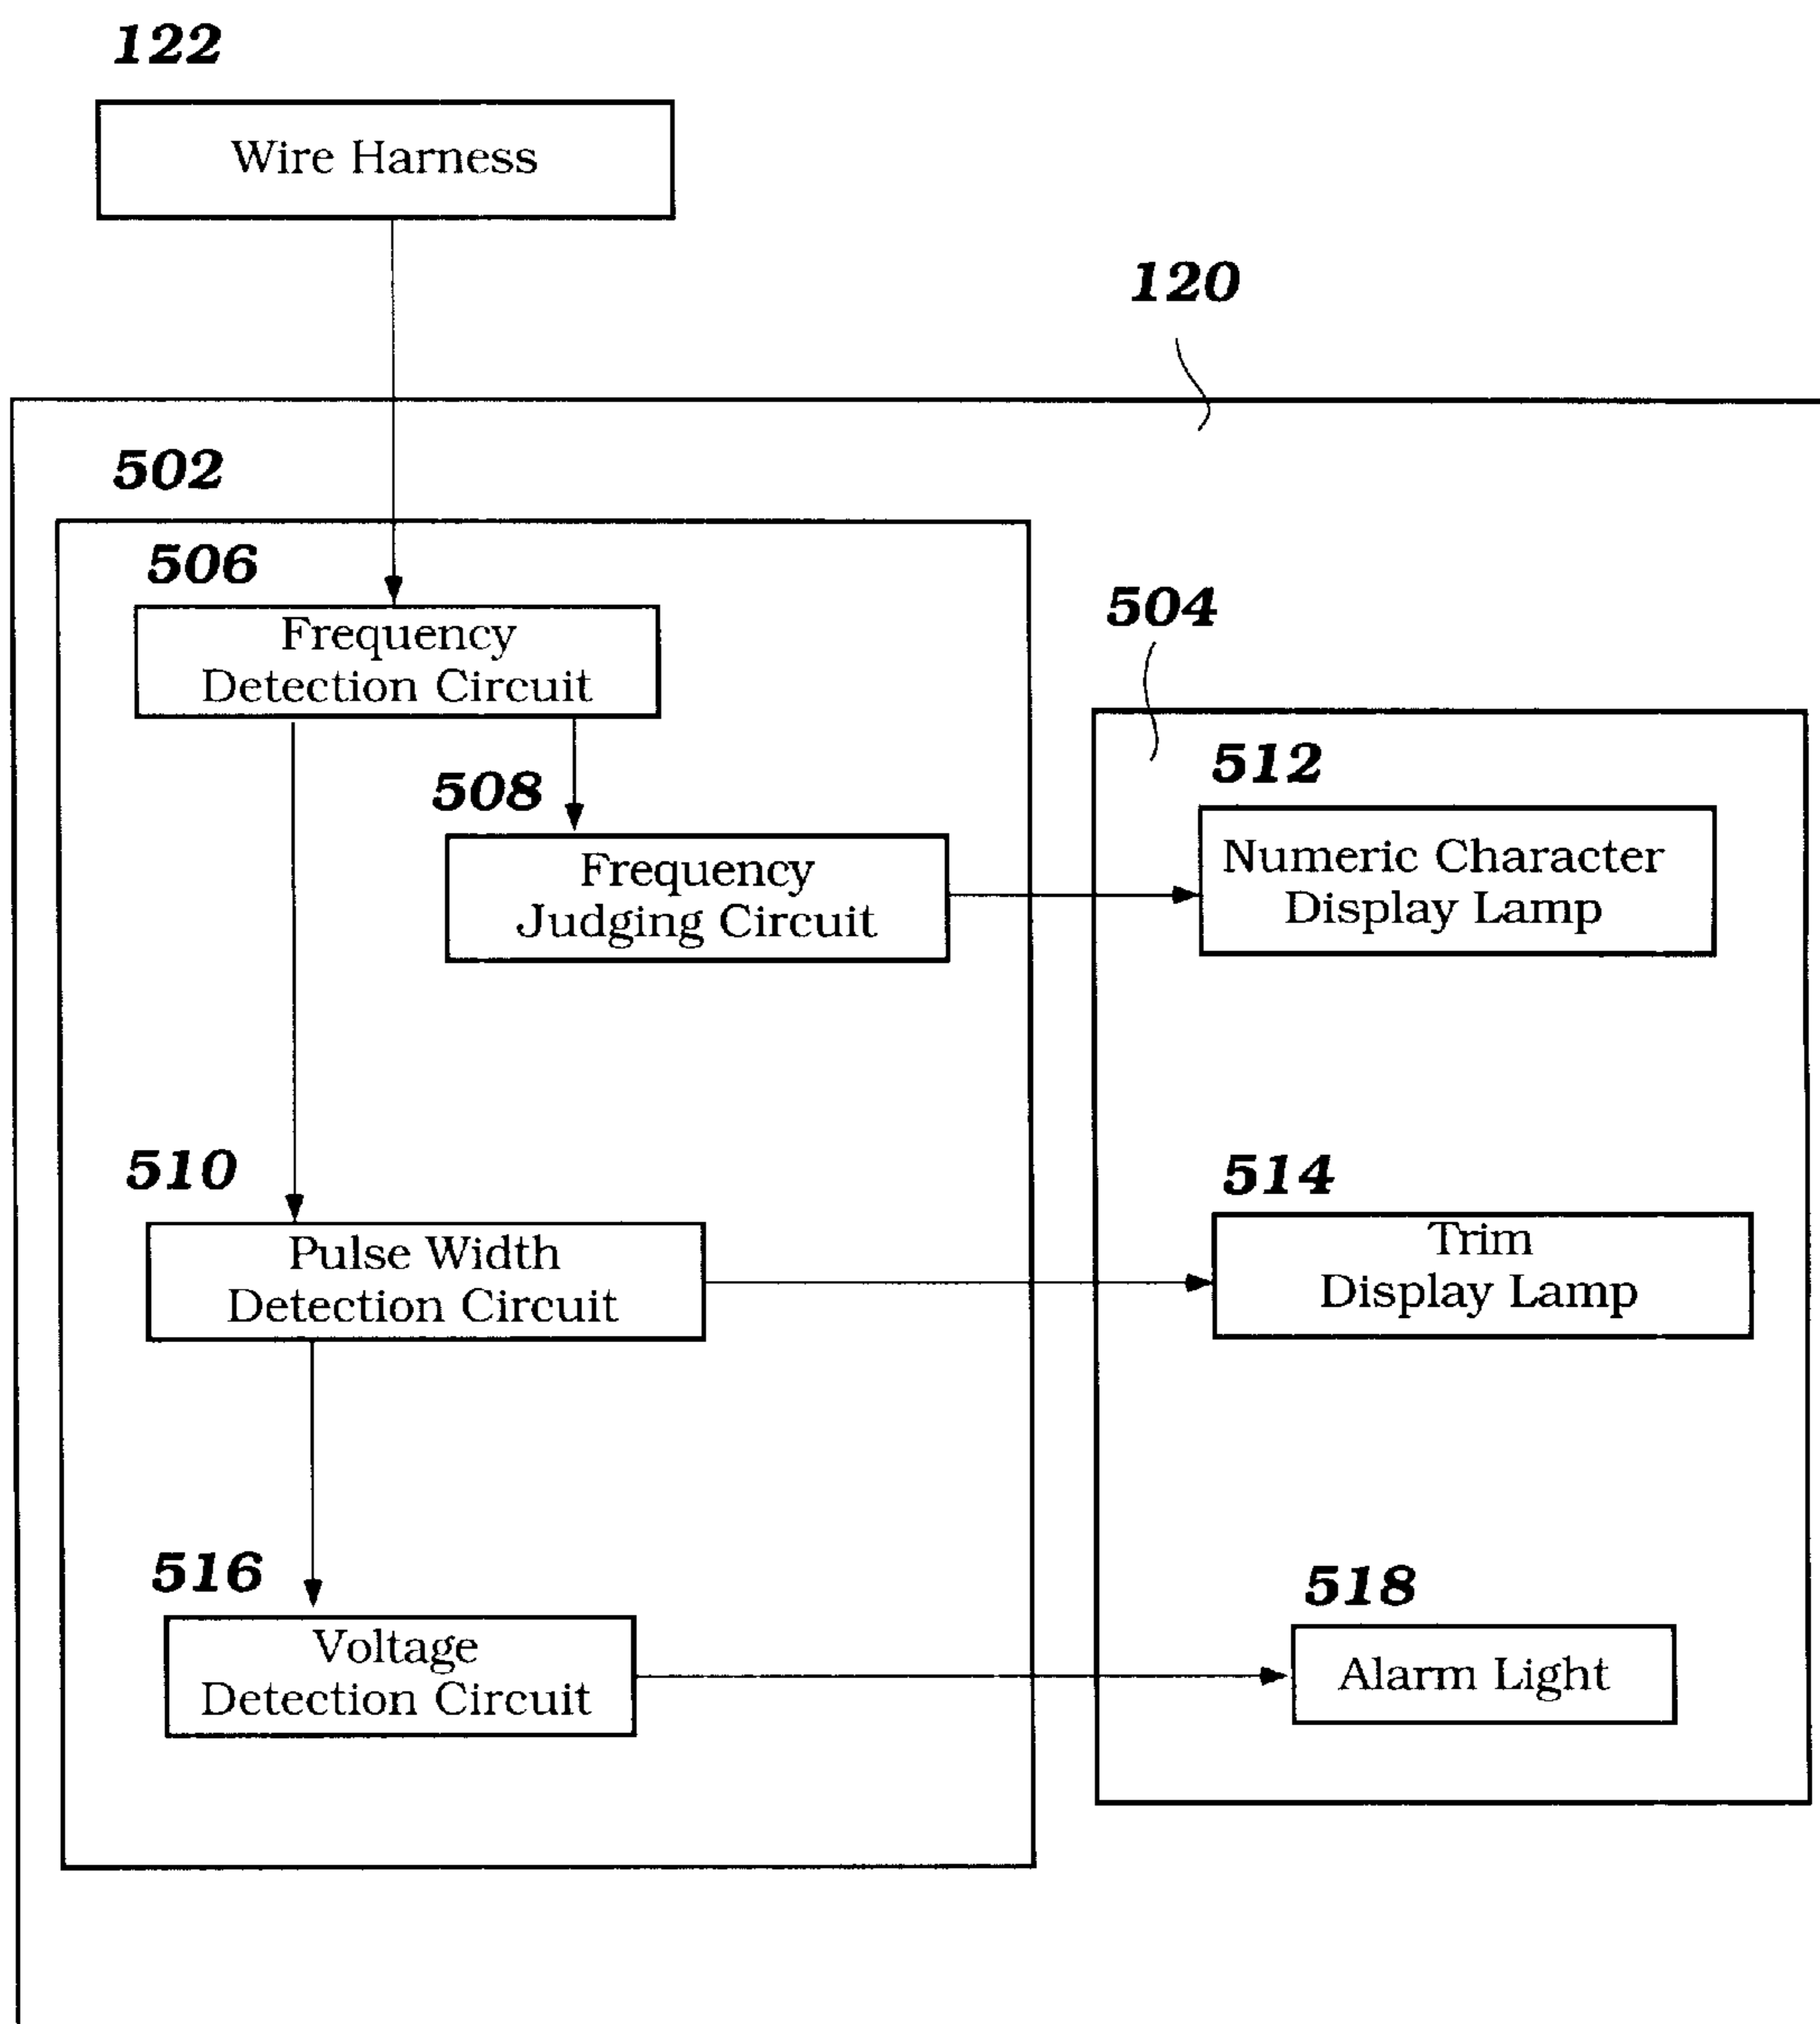 122
Wire Harness
120
502
506
Frequency
Detection Circuit
504
508
Frequency
Judging Circuit
512
Numeric Character
Display Lamp
510
Pulse Width
Detection Circuit
514
Trim
Display Lamp
516
Voltage
Detection Circuit
518
Alarm Light